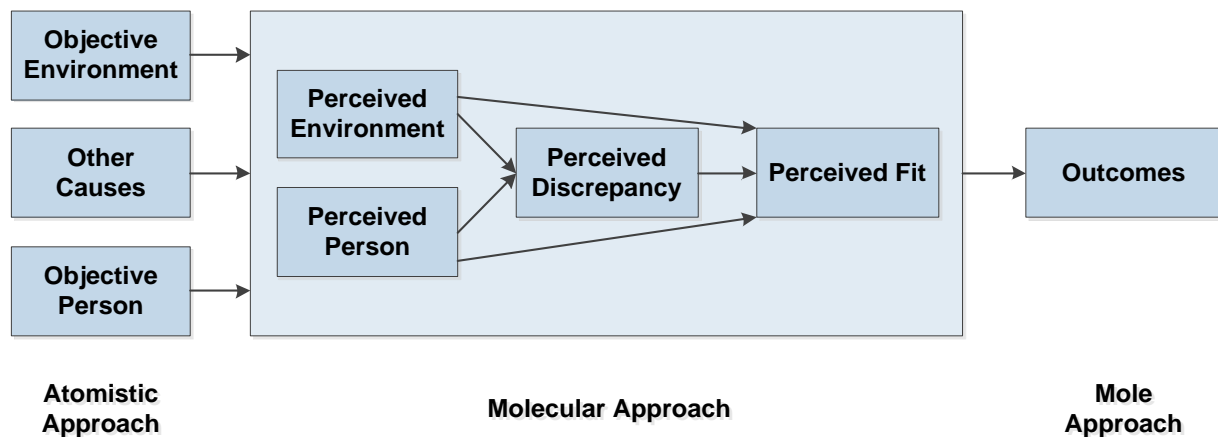 Objective
Environment
Other
Causes
Objective
Person
Perceived
Environment
Perceived
Person
Perceived
Discrepancy
Perceived Fit
Outcomes
Atomistic
Approach
Molecular Approach
Mole
Approach